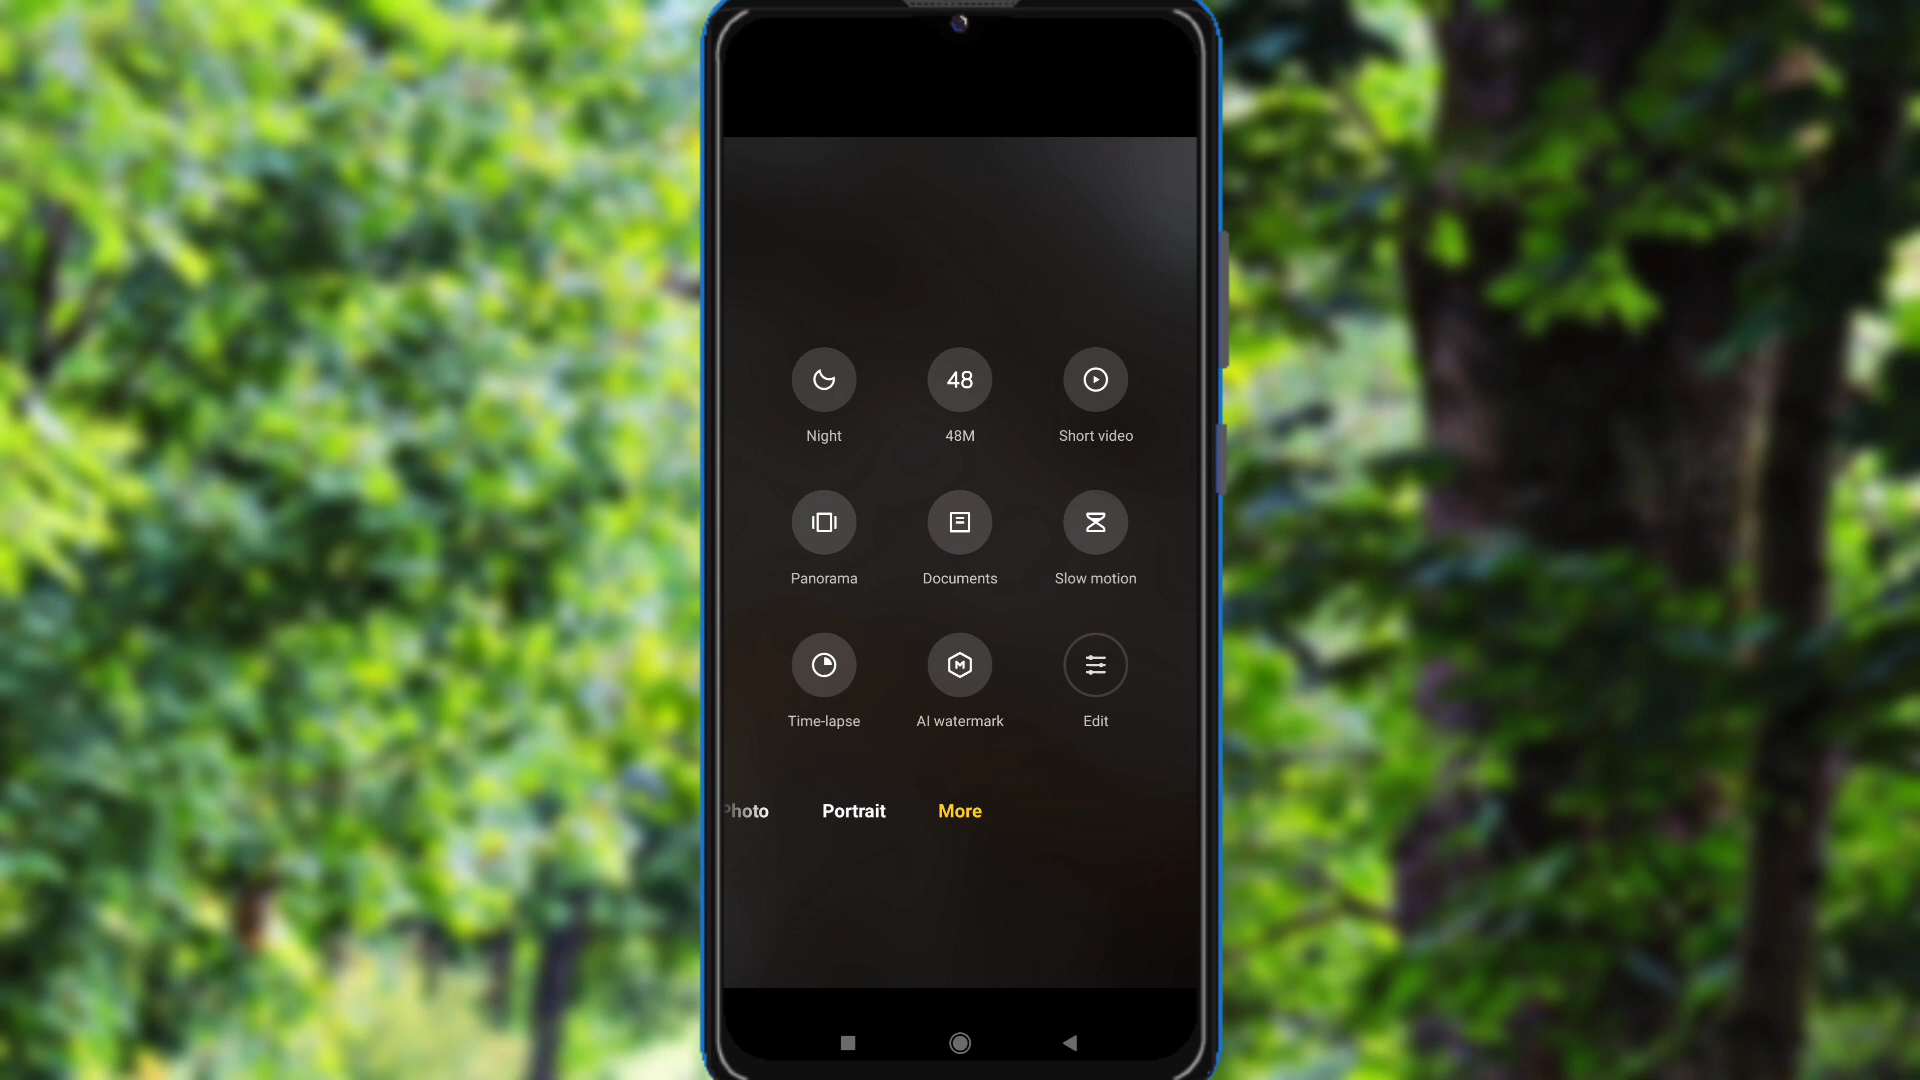 48
Night 48M Short video
Panorama Documents Slow motion
M
Time-lapse AI watermark Edit
Photo Portrait More